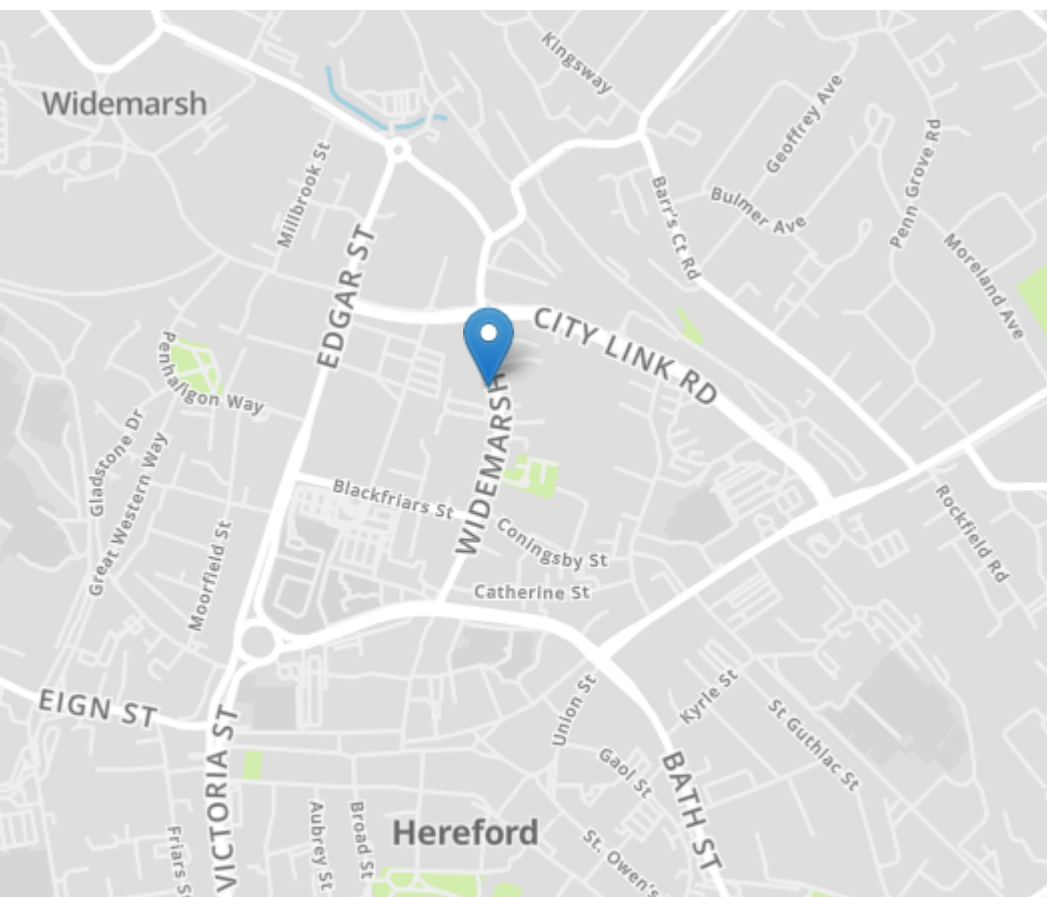 Kingsway
Widemarsh
Geoffrey Ave
Penn Grove Rd
Millbrook St
Barr's Ct Rd
Bulmer Ave
EDGAR ST
Moreland Ave
CITY LINK RD
Penhaligon Way
WIDEMARSH
Gladstone Dr
Great Western Way
Blackfriars St
Rockfield Rd
Moorfield St
Coningsby St
Catherine St
EIGN ST
Union St
Kyrle St
St Guthlac St
VICTORIA ST
Gaol St
BATH ST
Aubrey St
Broad St
Hereford
Friars S
St. Owen's